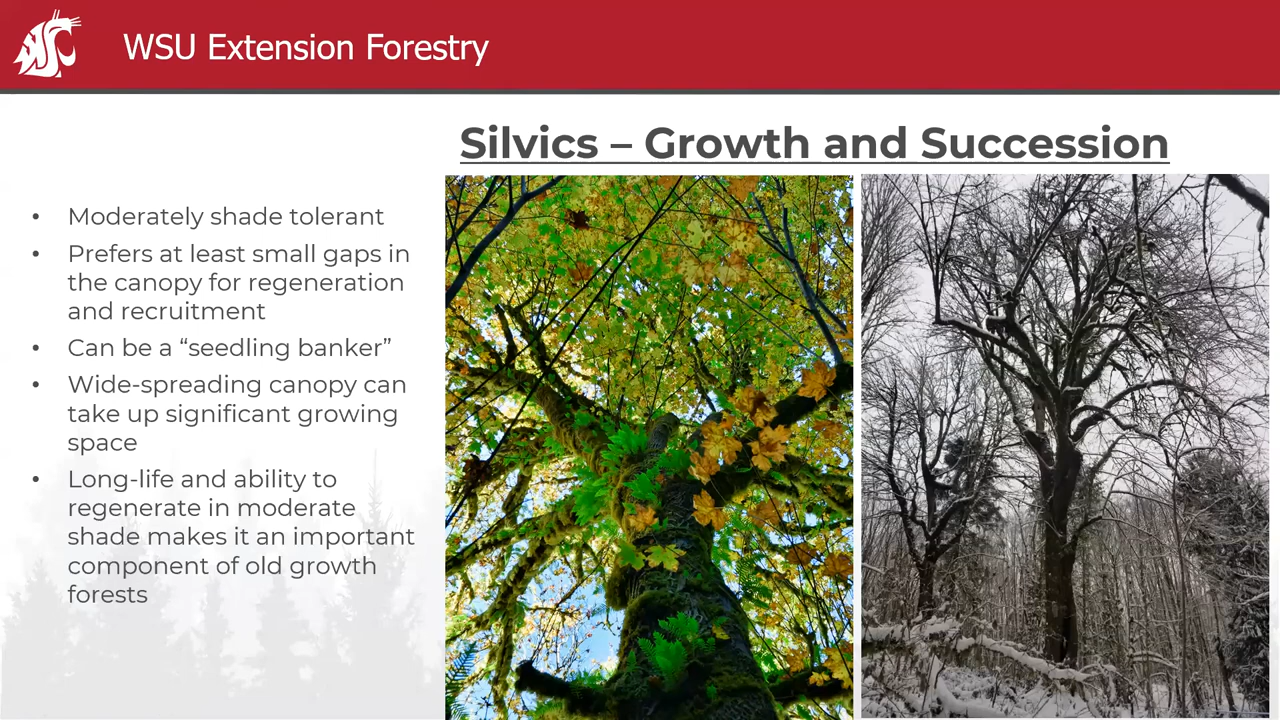 WSU Extension Forestry
Silvics – Growth and Succession
• Moderately shade tolerant
• Prefers at least small gaps in
the canopy for regeneration
and recruitment
• Can be a “seedling banker”
• Wide-spreading canopy can
take up significant growing
space
• Long-life and ability to
regenerate in moderate
shade makes it an important
component of old growth
forests